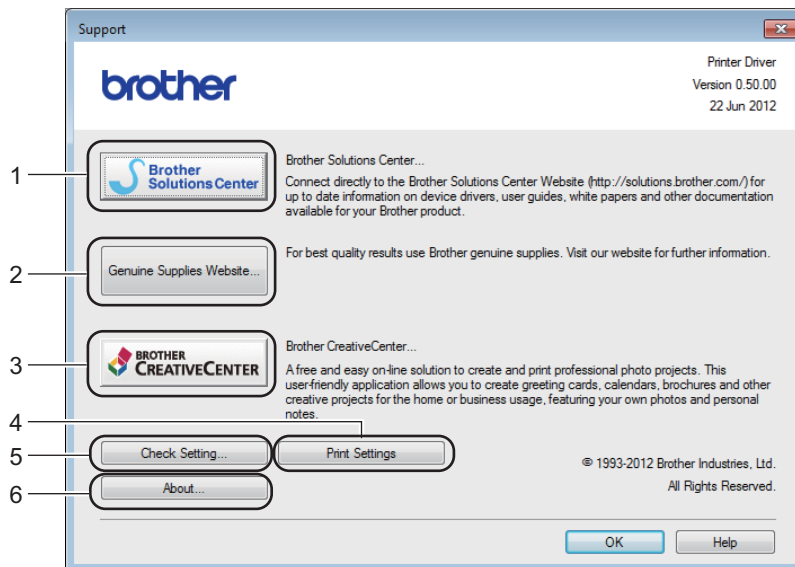 Support
brother
Printer Driver
Version 0.50.00
22 Jun 2012
1
Brother
Solutions Center
Brother Solutions Center...
Connect directly to the Brother Solutions Center Website (http://solutions.brother.com/) for
up to date information on device drivers, user guides, white papers and other documentation
available for your Brother product.
2
Genuine Supplies Website...
For best quality results use Brother genuine supplies. Visit our website for further information.
3
BROTHER
CREATIVECENTER
Brother CreativeCenter...
A free and easy on-line solution to create and print professional photo projects. This
user-friendly application allows you to create greeting cards, calendars, brochures and other
creative projects for the home or business usage, featuring your own photos and personal
notes.
4
5
Check Setting...
Print Settings
© 1993-2012 Brother Industries, Ltd.
6
About...
All Rights Reserved.
OK
Help